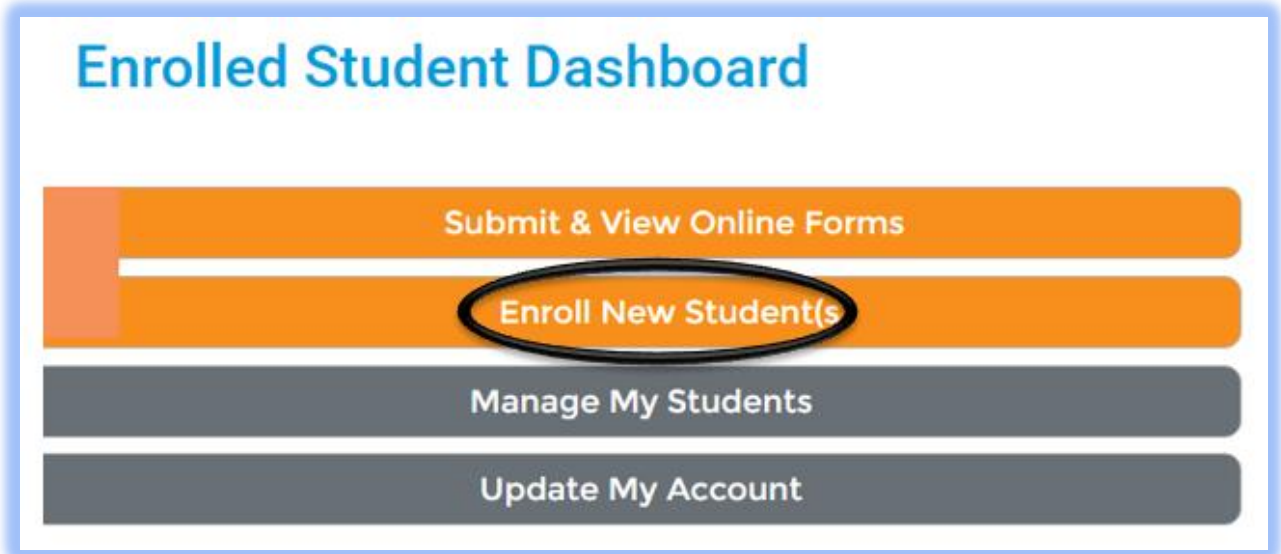 Enrolled Student Dashboard
Submit & View Online Forms
Enroll New Student(s
Manage My Students
Update My Account